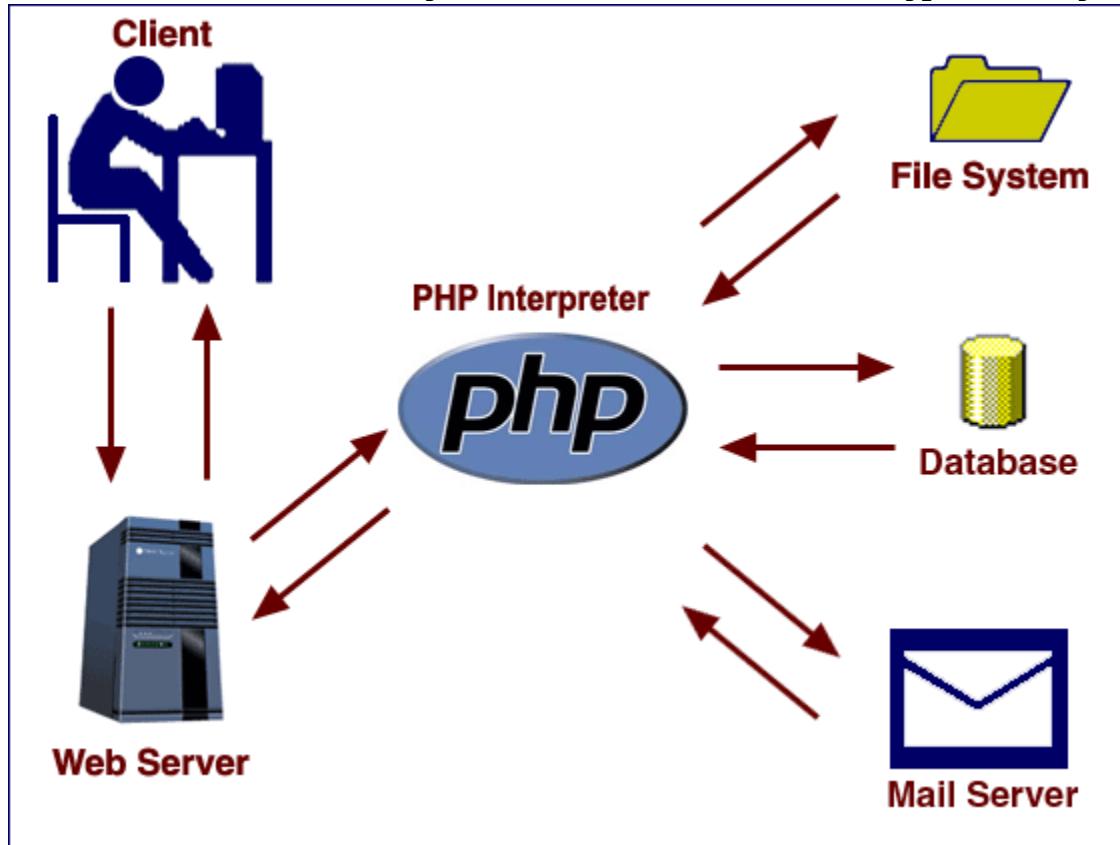 Client
File System
PHP Interpreter
php
Database
Web Server
Mail Server